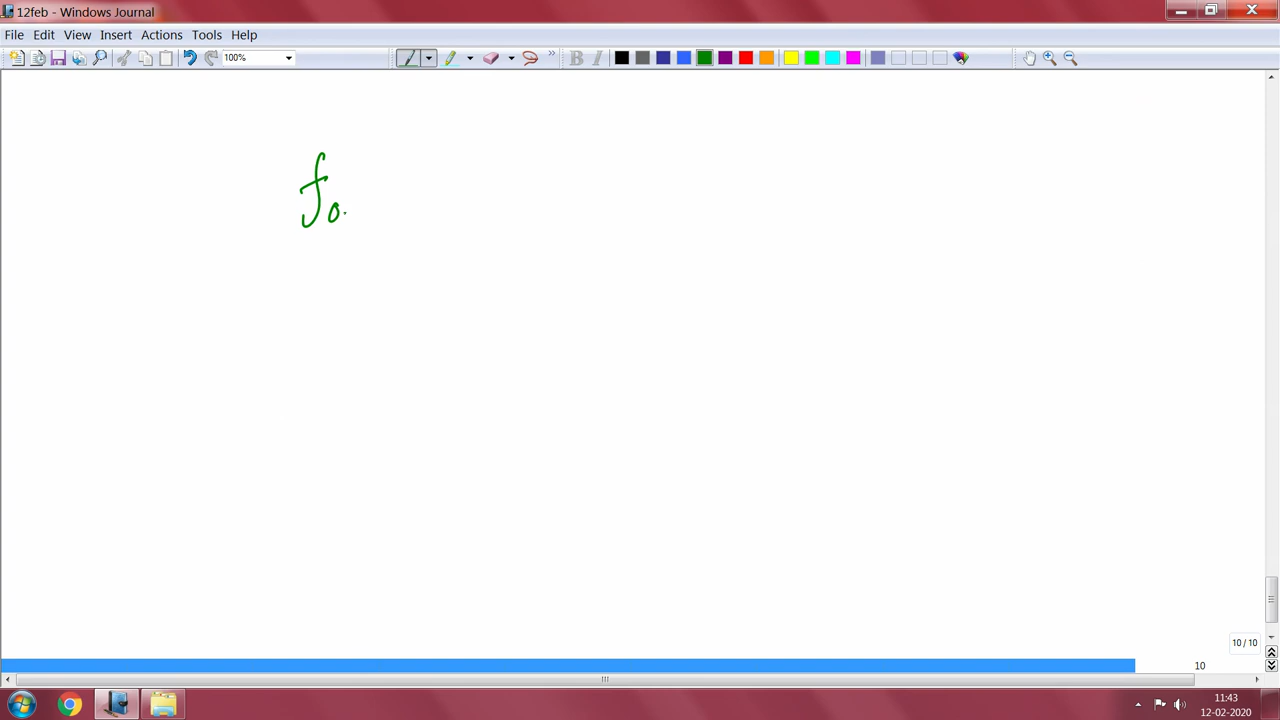 12feb - Windows Journal
File Edit View Insert Actions Tools Help
100% B I
f₀.
10 / 10
10
11:43
12-02-2020